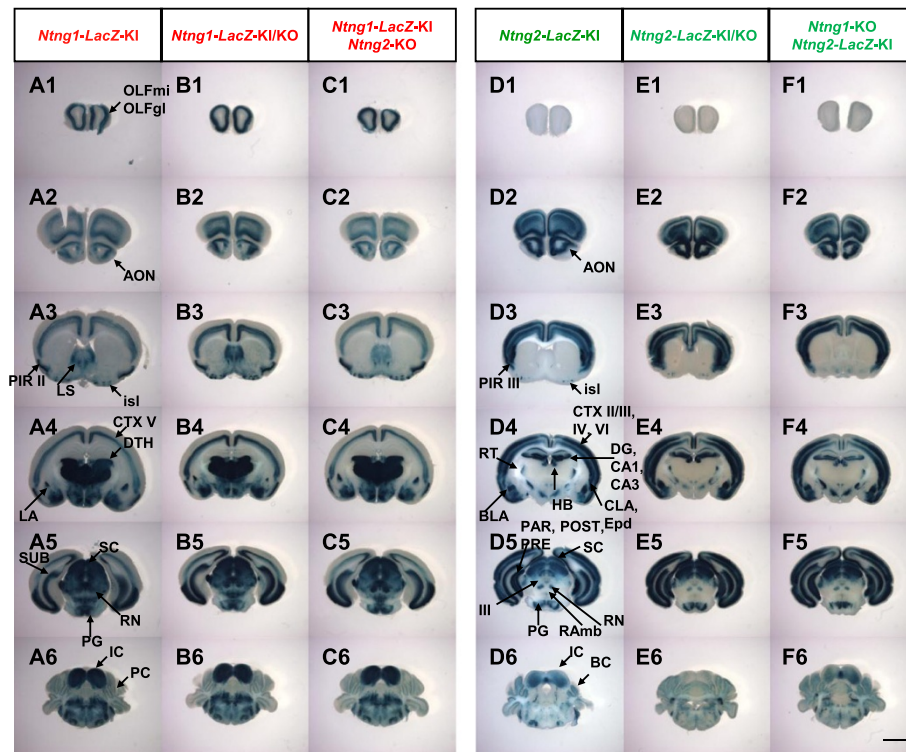 Ntng1-LacZ-KI
Ntng1-LacZ-KI/KO
Ntng1-LacZ-KI
Ntng2-KO
Ntng2-LacZ-KI
Ntng2-LacZ-KI/KO
Ntng1-KO
Ntng2-LacZ-KI
A1
OLFmi
OLFgl
B1
C1
D1
E1
F1
A2
AON
B2
C2
D2
AON
E2
F2
A3
PIR II
LS
isl
B3
C3
D3
PIR III
isl
E3
F3
A4
CTX V
DTH
LA
B4
C4
D4
CTX II/III,
IV, VI
RT
DG,
CA1,
CA3
HB
BLA
CLA,
Epd
E4
F4
A5
SC
SUB
RN
PG
B5
C5
D5
PAR, POST,
PRE
SC
III
RN
PG
RAmb
E5
F5
A6
IC
PC
B6
C6
D6
IC
BC
E6
F6